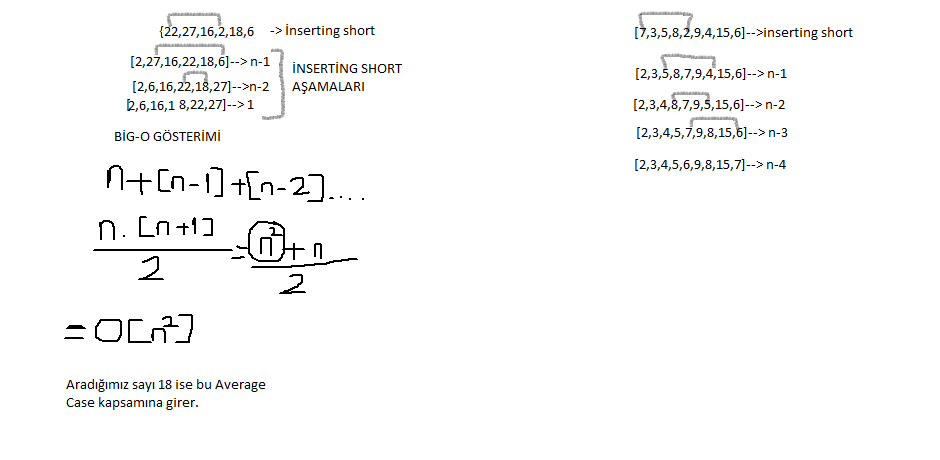 {22,27,16,2,18,6 -> İnserting short
[2,27,16,22,18,6]--> n-1
[2,6,16,22,18,27]-->n-2
[2,6,16,1 8,22,27]--> 1
İNSERTİNG SHORT
AŞAMALARI
BİG-O GÖSTERİMİ
n+[n-1]+[n-2]....
n.[n+1]
2
=
n²+n
2
=O[n²]
Aradığımız sayı 18 ise bu Average
Case kapsamına girer.
[7,3,5,8,2,9,4,15,6]-->inserting short
[2,3,5,8,7,9,4,15,6]--> n-1
[2,3,4,8,7,9,5,15,6]--> n-2
[2,3,4,5,7,9,8,15,6]--> n-3
[2,3,4,5,6,9,8,15,7]--> n-4